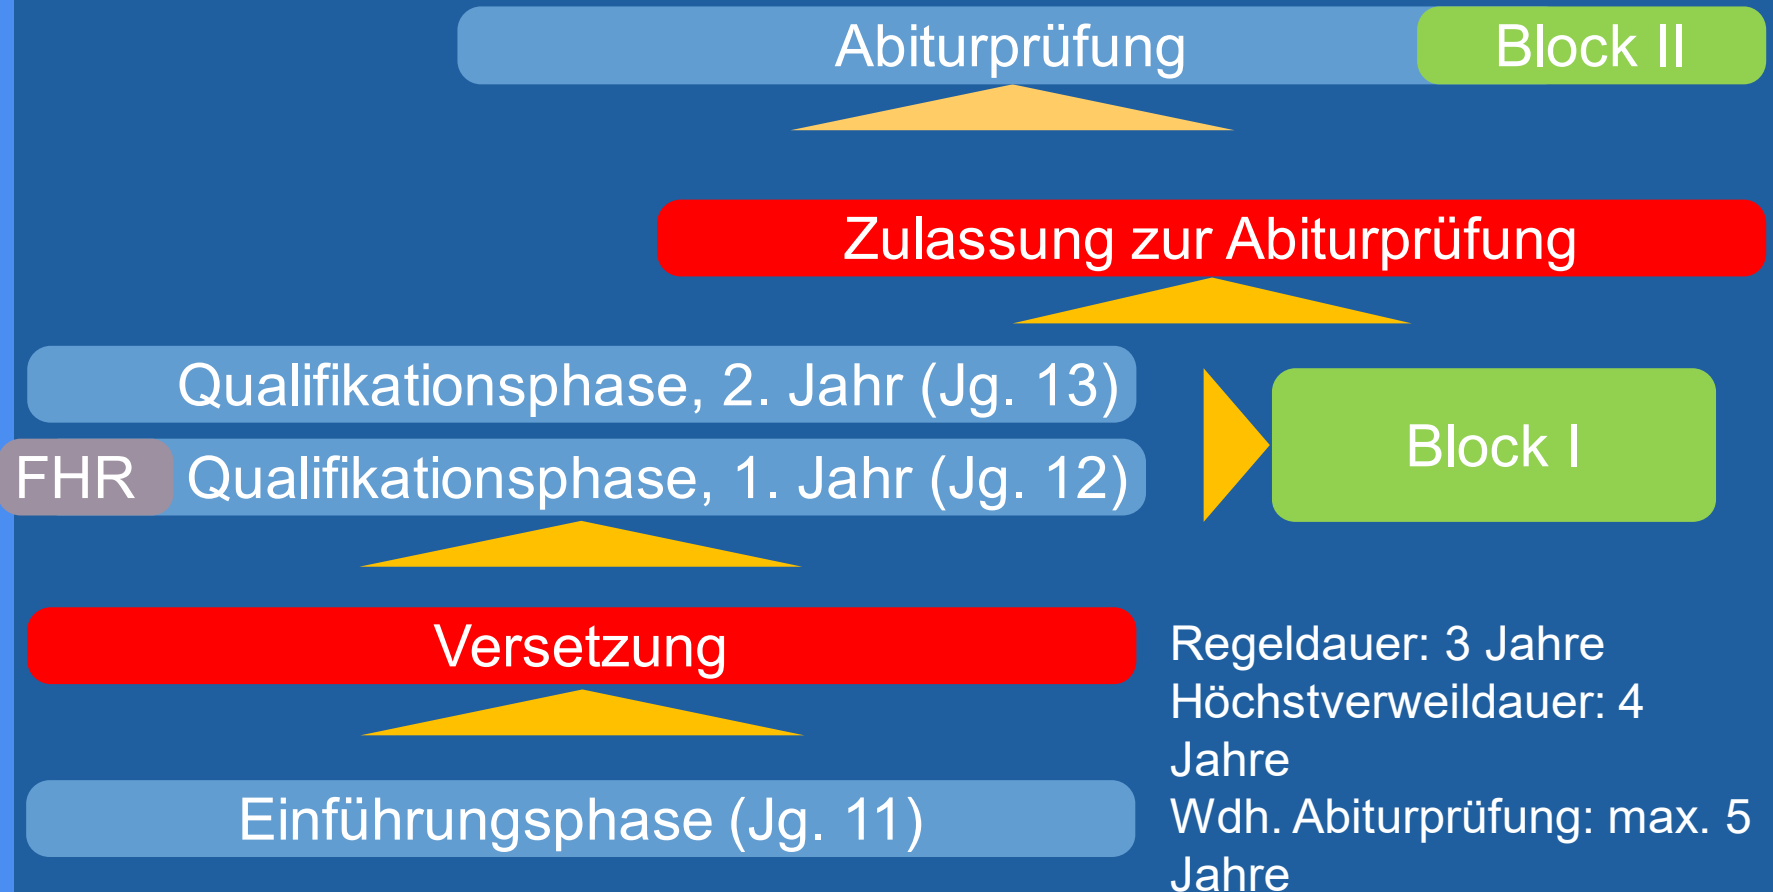 Abiturprüfung Block II
Zulassung zur Abiturprüfung
Qualifikationsphase, 2. Jahr (Jg. 13)
FHR Qualifikationsphase, 1. Jahr (Jg. 12)
Block I
Versetzung
Einführungsphase (Jg. 11)
Regeldauer: 3 Jahre
Höchstverweildauer: 4
Jahre
Wdh. Abiturprüfung: max. 5
Jahre